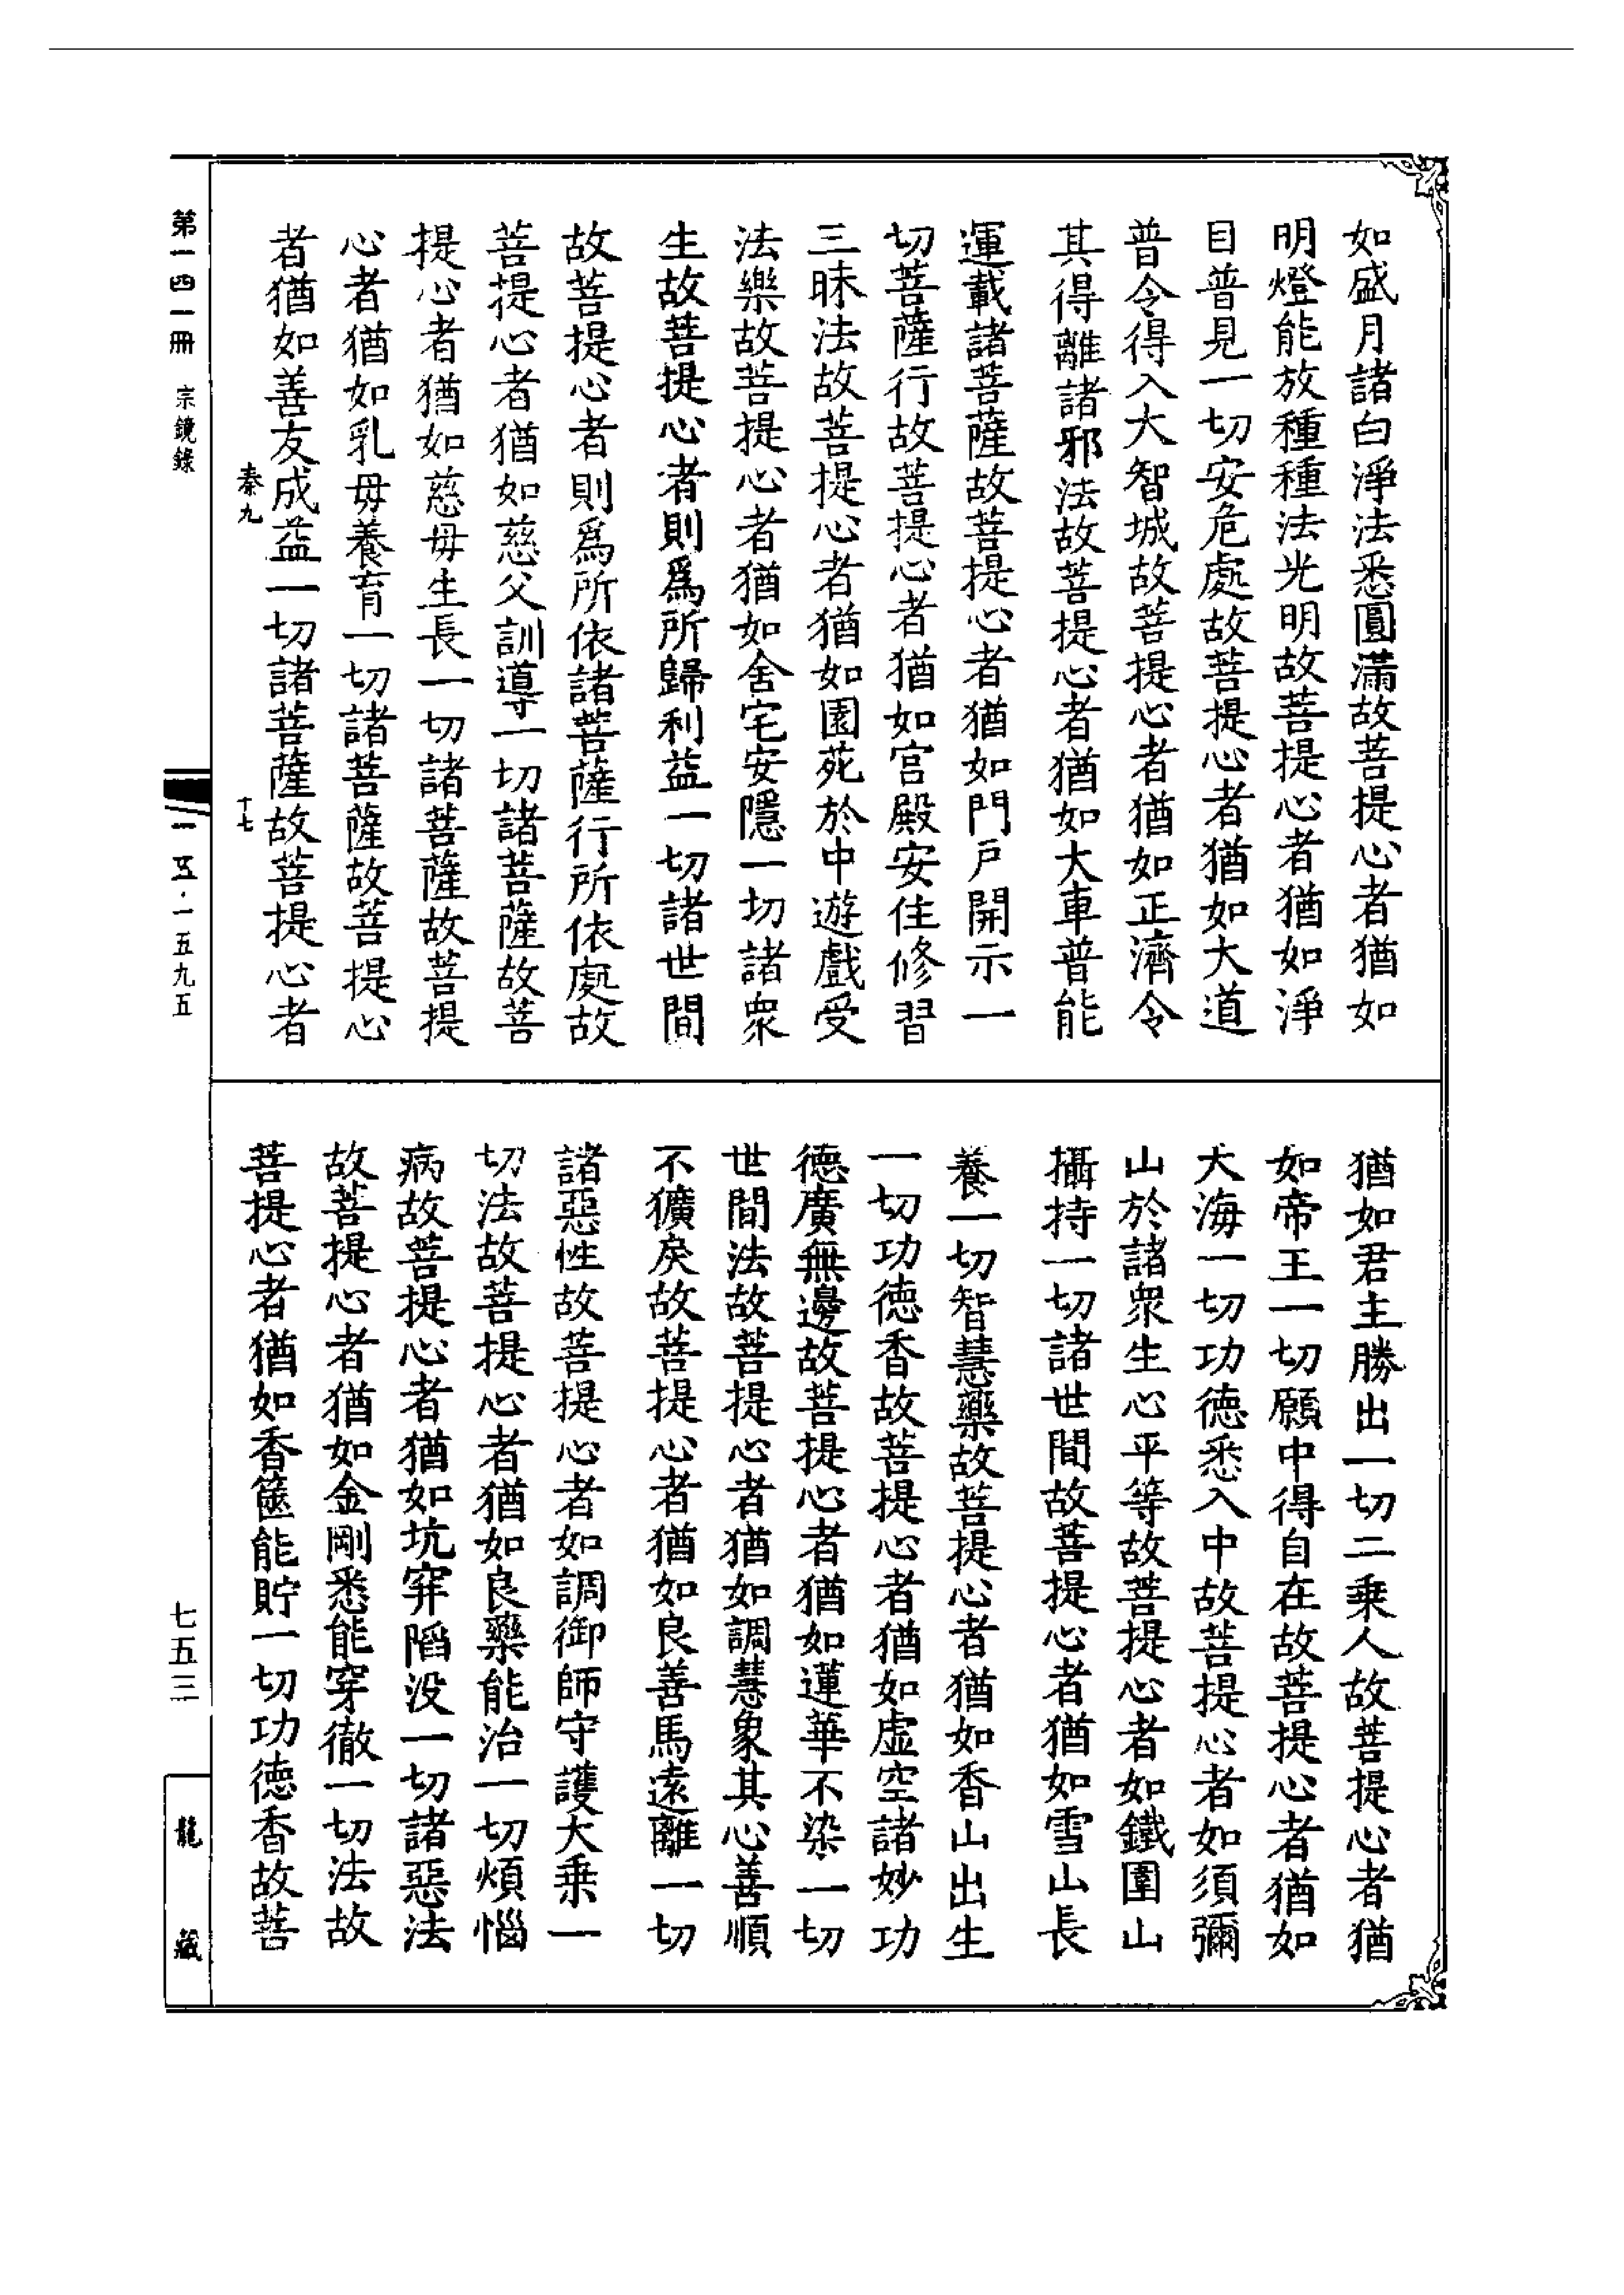 如盛月諸白淨法悉圓滿故菩提心者猶如
明燈能放種種法光明故菩提心者猶如淨
目普見一切安危處故菩提心者猶如大道
普令得入大智城故菩提心者猶如正濟令
其得離諸邪法故菩提心者猶如大車普能
運載諸菩薩故菩提心者猶如門戶開示一
切菩薩行故菩提心者猶如宮殿安住修習
三昧法故菩提心者猶如園苑於中遊戲受
法樂故菩提心者猶如舍宅安隱一切諸眾
生故菩提心者則爲所歸利益一切諸世間
故菩提心者則爲所依諸菩薩行所依處故
菩提心者猶如慈父訓導一切諸菩薩故菩
提心者猶如慈母生長一切諸菩薩故菩提
心者猶如乳母養育一切諸菩薩故菩提心
者猶如善友成益一切諸菩薩故菩提心者
猶如君主勝出一切二乘人故菩提心者猶
如帝王一切願中得自在故菩提心者猶如
大海一切功德悉入中故菩提心者如須彌
山於諸眾生心平等故菩提心者如鐵圍山
攝持一切諸世間故菩提心者猶如雪山長
養一切智慧藥故菩提心者猶如香山出生
一切功德香故菩提心者猶如虛空諸妙功
德廣無邊故菩提心者猶如蓮華不染一切
世間法故菩提心者猶如調慧象其心善順
不獷戾故菩提心者猶如良善馬遠離一切
諸惡性故菩提心者如調御師守護大乘一
切法故菩提心者猶如良藥能治一切煩惱
病故菩提心者猶如坑穽陷没一切諸惡法
故菩提心者猶如金剛悉能穿徹一切法故
菩提心者猶如香篋能貯一切功德香故菩
秦九
十七
第一四一冊 宗鏡錄
一一五·一五九五
七五三
龍藏